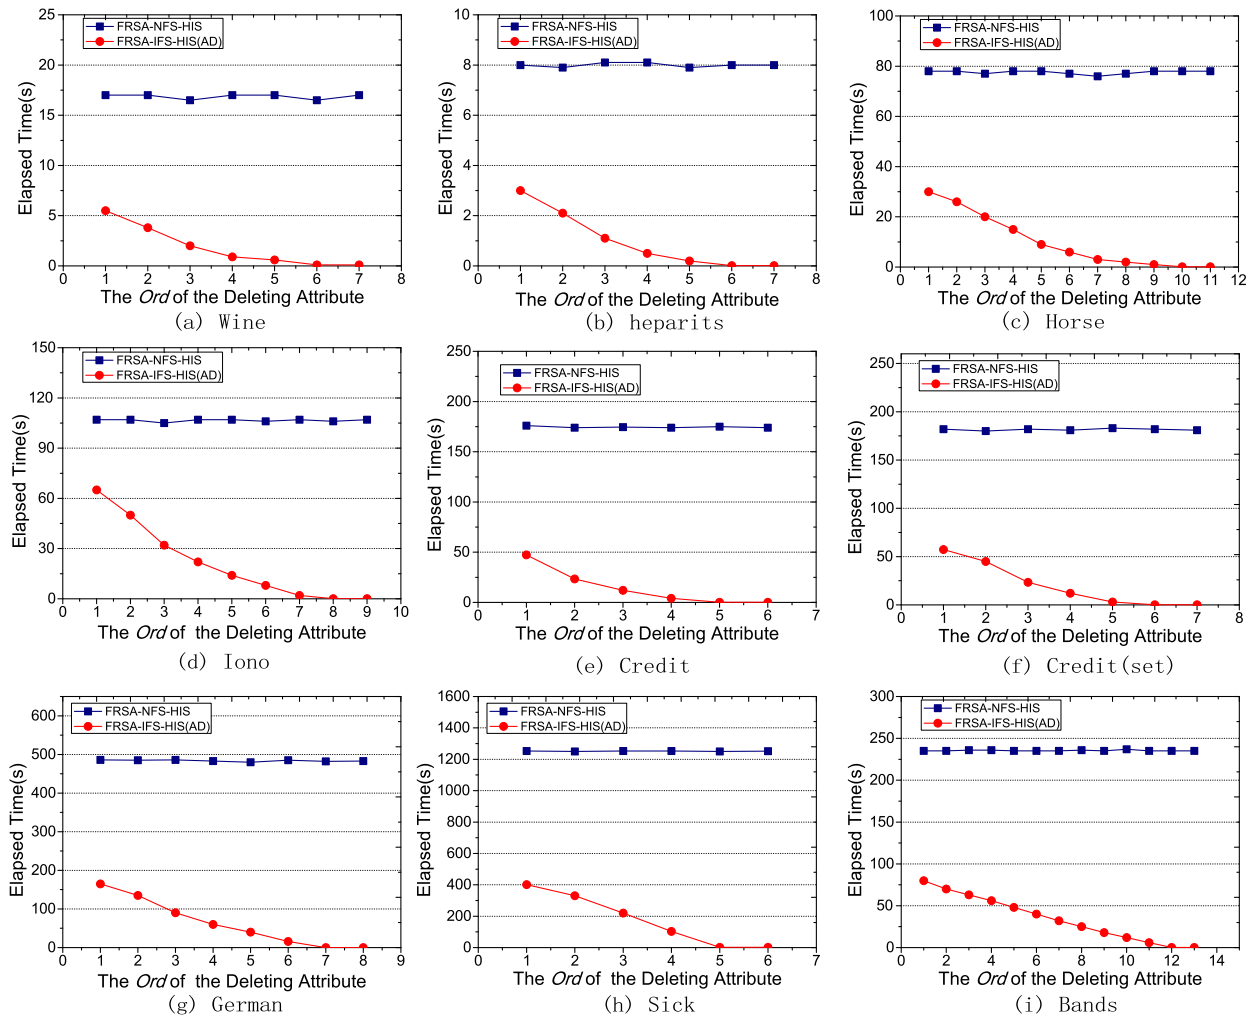 FRSA-NFS-HIS
FRSA-IFS-HIS(AD)
Elapsed Time(s)
25
20
15
10
5
0
0 1 2 3 4 5 6 7 8
The Ord of the Deleting Attribute
(a) Wine
FRSA-NFS-HIS
FRSA-IFS-HIS(AD)
Elapsed Time(s)
10
8
6
4
2
0
0 1 2 3 4 5 6 7 8
The Ord of the Deleting Attribute
(b) heparits
FRSA-NFS-HIS
FRSA-IFS-HIS(AD)
Elapsed Time(s)
100
80
60
40
20
0
0 1 2 3 4 5 6 7 8 9 10 11 12
The Ord of the Deleting Attribute
(c) Horse
FRSA-NFS-HIS
FRSA-IFS-HIS(AD)
Elapsed Time(s)
150
120
90
60
30
0
0 1 2 3 4 5 6 7 8 9 10
The Ord of the Deleting Attribute
(d) Iono
FRSA-NFS-HIS
FRSA-IFS-HIS(AD)
Elapsed Time(s)
250
200
150
100
50
0
0 1 2 3 4 5 6 7
The Ord of the Deleting Attribute
(e) Credit
FRSA-NFS-HIS
FRSA-IFS-HIS(AD)
Elapsed Time(s)
250
200
150
100
50
0
0 1 2 3 4 5 6 7 8
The Ord of the Deleting Attribute
(f) Credit(set)
FRSA-NFS-HIS
FRSA-IFS-HIS(AD)
Elapsed Time(s)
600
500
400
300
200
100
0
0 1 2 3 4 5 6 7 8 9
The Ord of the Deleting Attribute
(g) German
FRSA-NFS-HIS
FRSA-IFS-HIS(AD)
Elapsed Time(s)
1600
1400
1200
1000
800
600
400
200
0
0 1 2 3 4 5 6 7
The Ord of the Deleting Attribute
(h) Sick
FRSA-NFS-HIS
FRSA-IFS-HIS(AD)
Elapsed Time(s)
300
250
200
150
100
50
0
0 2 4 6 8 10 12 14
The Ord of the Deleting Attribute
(i) Bands